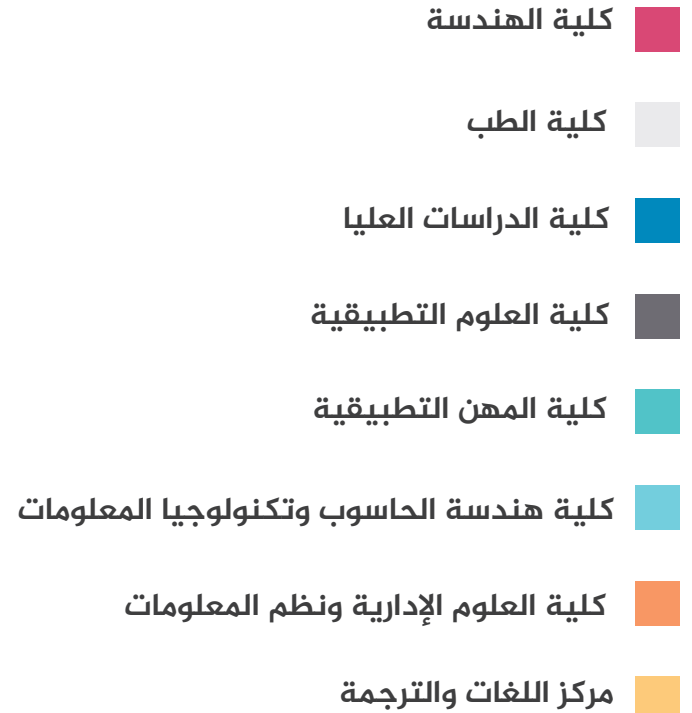 كلية الهندسة
كلية الطب
كلية الدراسات العليا
كلية العلوم التطبيقية
كلية المهن التطبيقية
كلية هندسة الحاسوب وتكنولوجيا المعلومات
كلية العلوم الإدارية ونظم المعلومات
مركز اللغات والترجمة